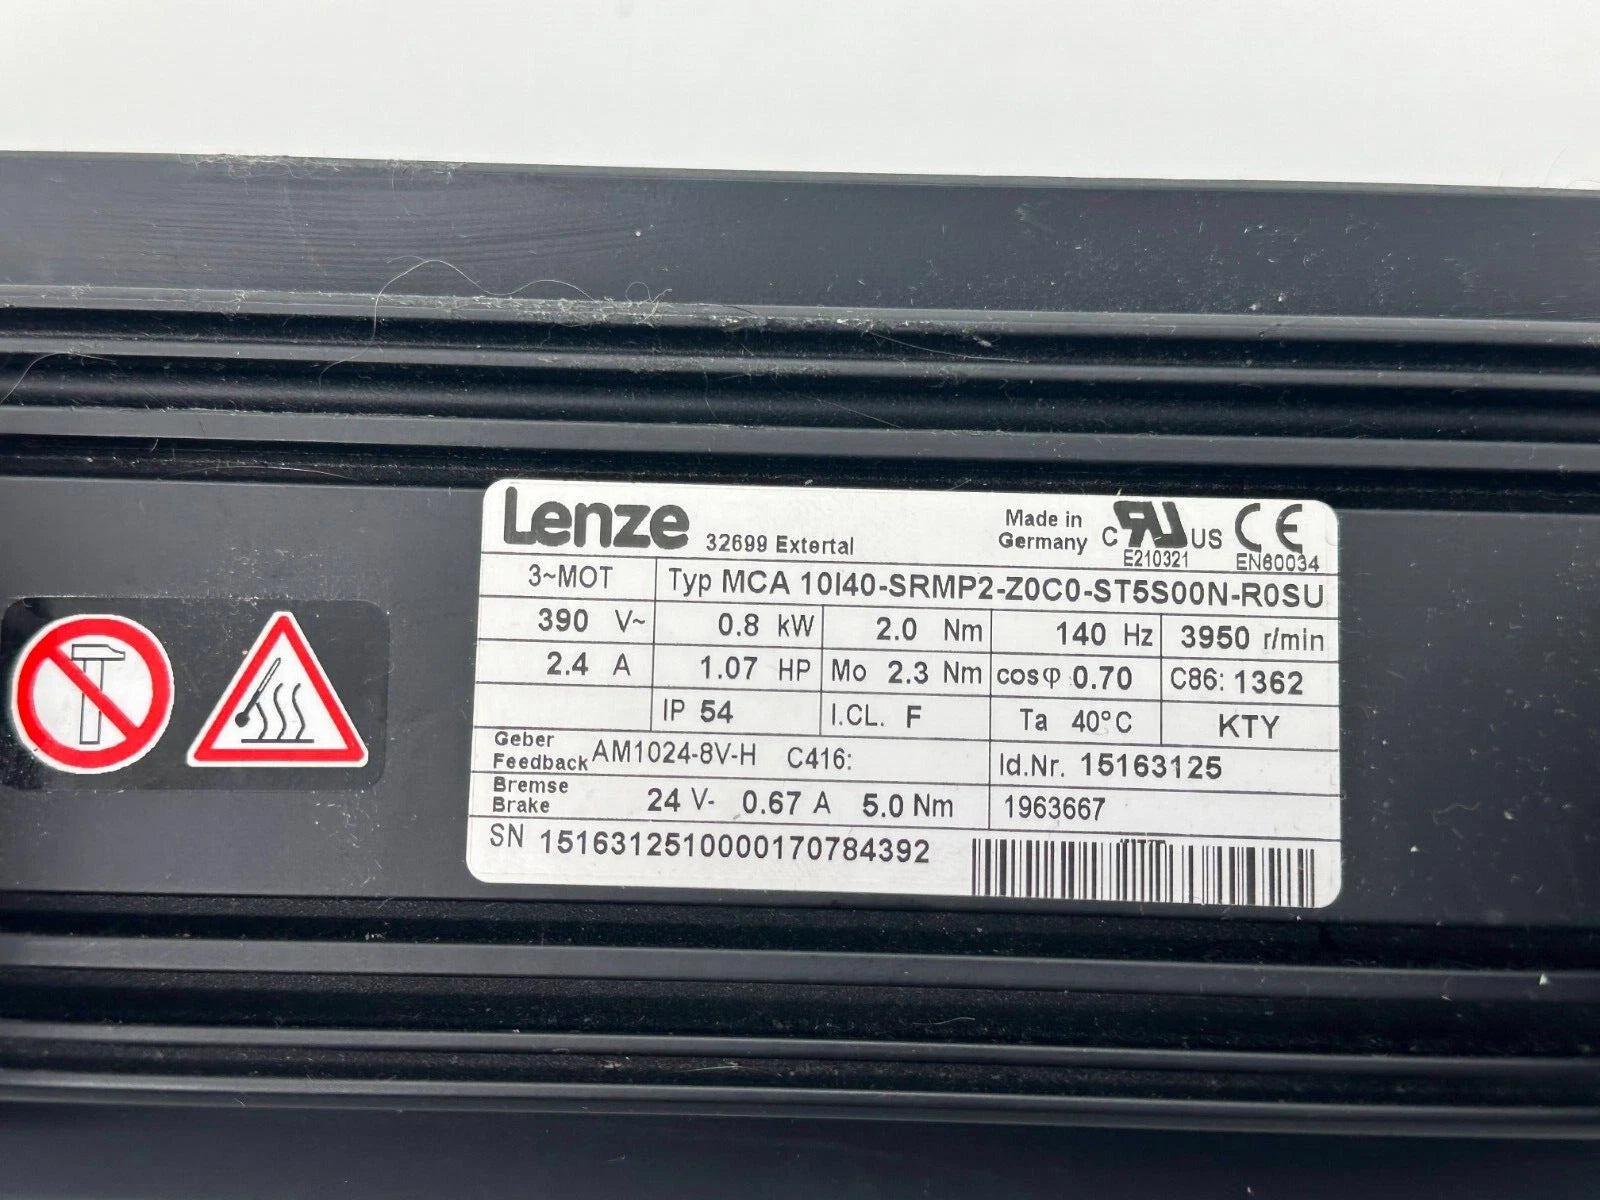 Lenze 32699 Extertal Made in Germany C UR US E210321 CE EN60034
3~MOT Typ MCA 10I40-SRMP2-Z0C0-ST5S00N-R0SU
390 V~ 0.8 kW 2.0 Nm 140 Hz 3950 r/min
2.4 A 1.07 HP Mo 2.3 Nm cosφ 0.70 C86: 1362
IP 54 I.CL. F Ta 40°C KTY
Geber
Feedback AM1024-8V-H C416: Id.Nr. 15163125
Bremse
Brake 24 V- 0.67 A 5.0 Nm 1963667
SN 1516312510000170784392